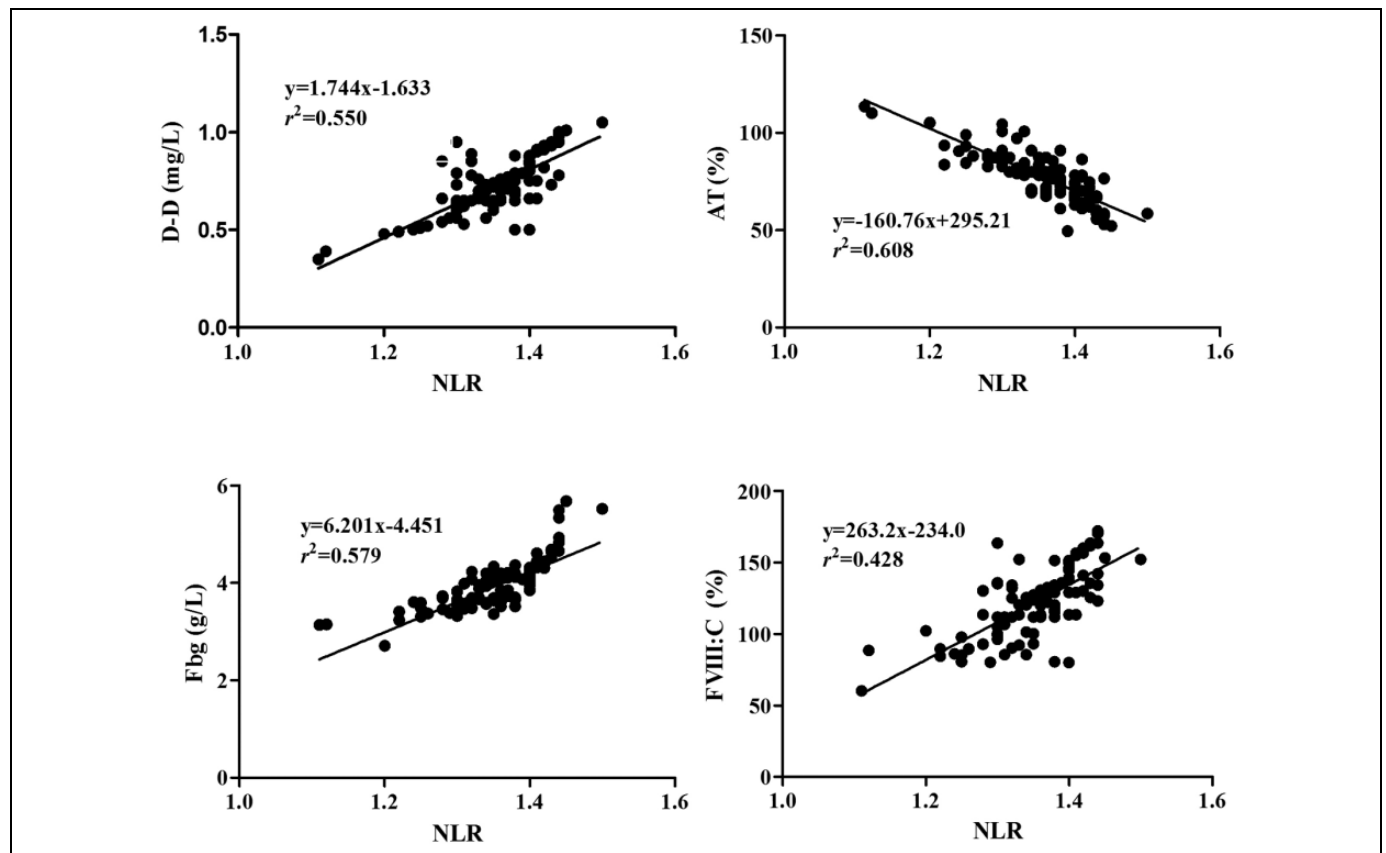 1.5
1.0
0.5
0.0
D-D (mg/L)
y=1.744x-1.633
r²=0.550
1.0 1.2 1.4 1.6
NLR
150
100
50
0
AT (%)
y=-160.76x+295.21
r²=0.608
1.0 1.2 1.4 1.6
NLR
6
4
2
0
Fbg (g/L)
y=6.201x-4.451
r²=0.579
1.0 1.2 1.4 1.6
NLR
200
150
100
50
0
FVIII:C (%)
y=263.2x-234.0
r²=0.428
1.0 1.2 1.4 1.6
NLR